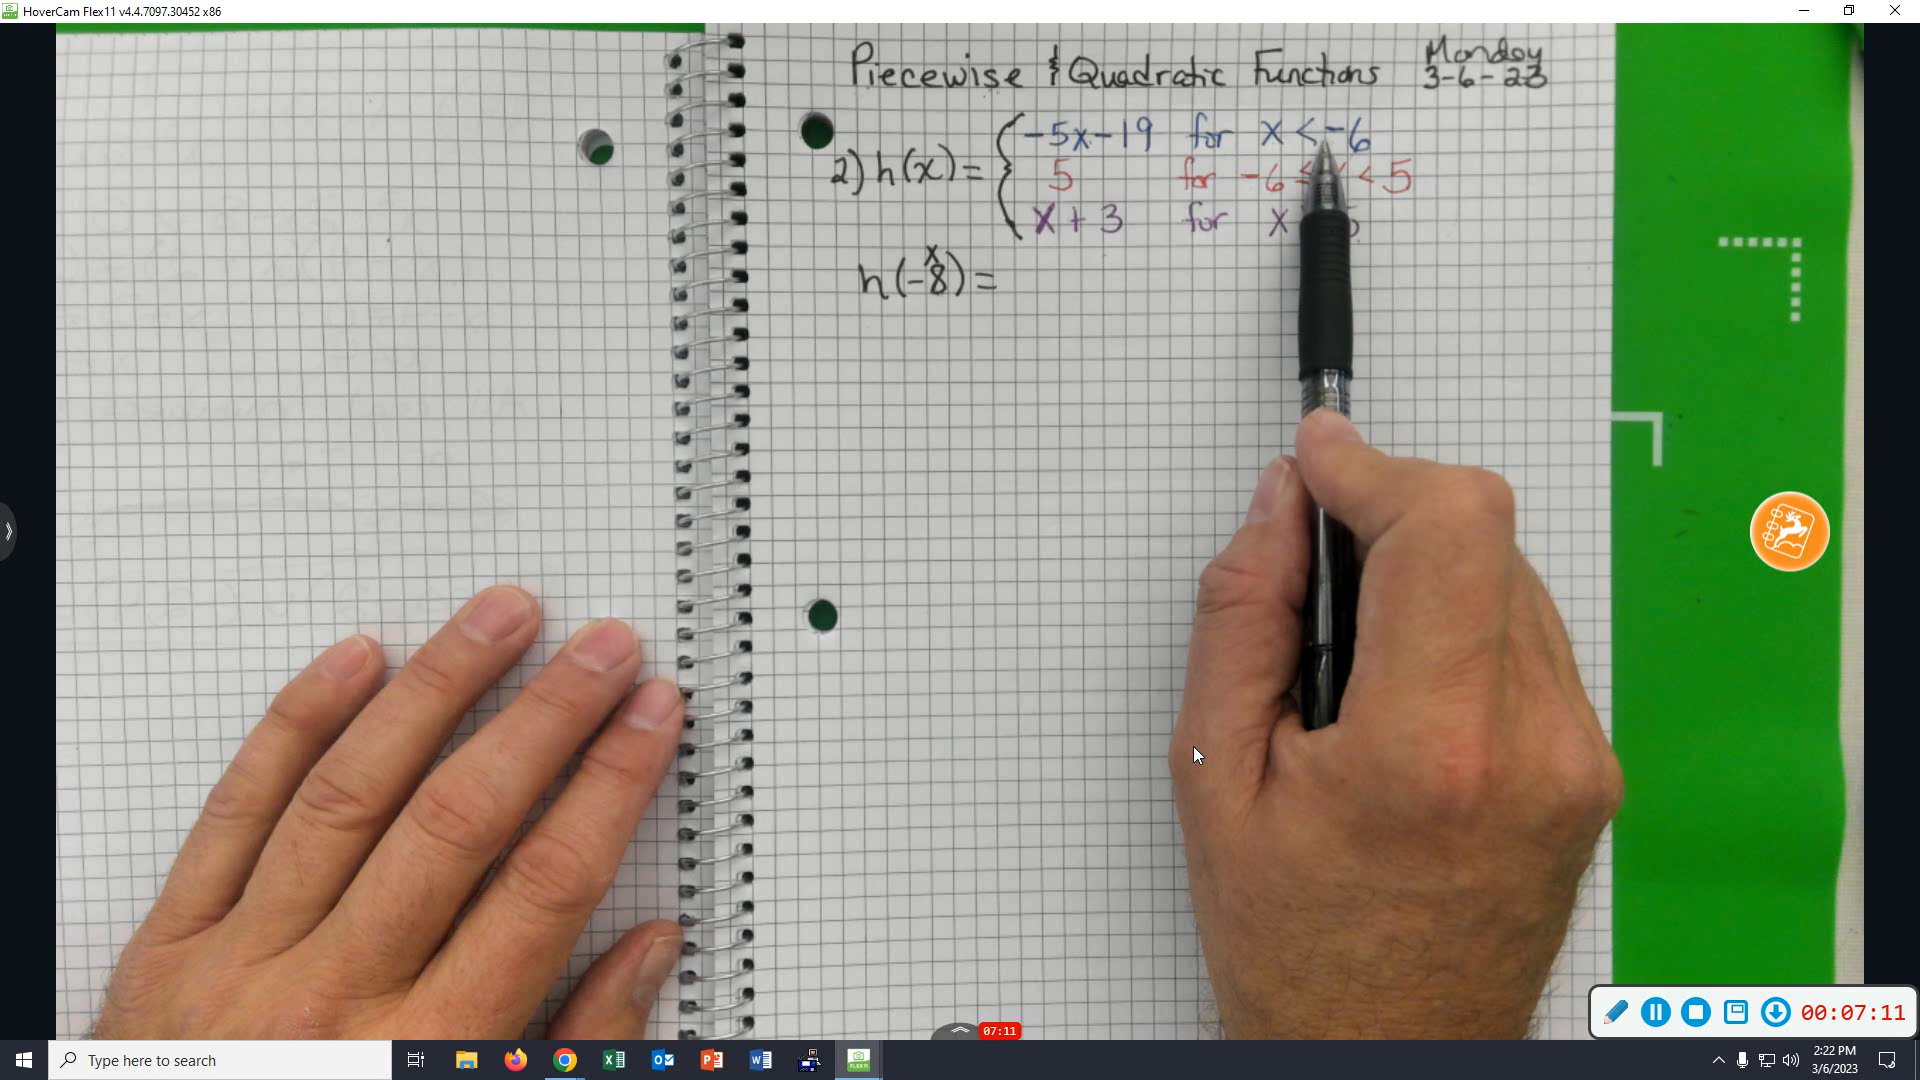 HoverCam Flex11 v4.4.7097.30452 x86
Piecewise & Quadratic Functions Monday
3-6-23
-5x-19 for x < -6
2) h(x) = 5 for -6 ≤ x < 5
x + 3 for x
x
h(-8) =
00:07:11
07:11
Type here to search
2:22 PM
3/6/2023